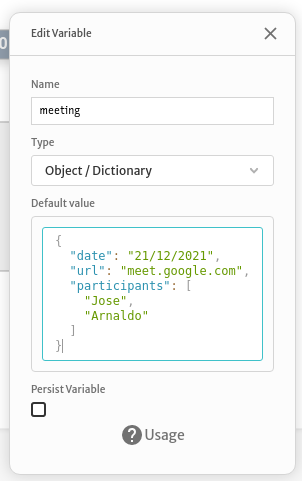 0
Edit Variable
Name
meeting
Type
Object / Dictionary
Default value
{
"date": "21/12/2021",
"url": "meet.google.com",
"participants": [
"Jose",
"Arnaldo"
]
}
Persist Variable
Usage